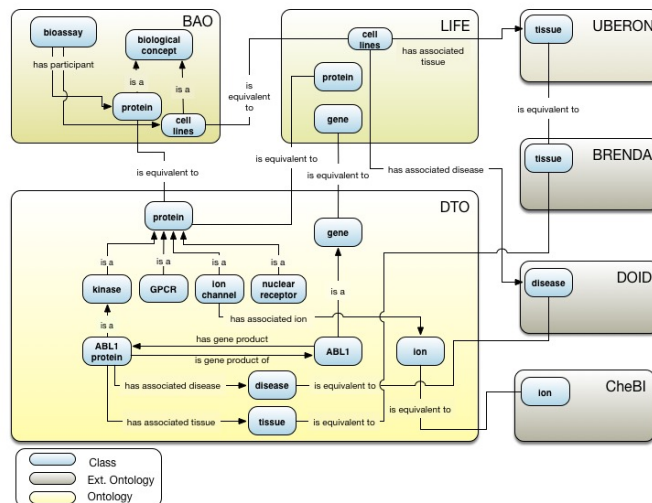 BAO
bioassay
biological
concept
has participant
is a
is a
protein
cell
lines
is
equivalent
to
LIFE
cell
lines
has associated
tissue
protein
gene
UBERON
tissue
is equivalent
to
BRENDA
tissue
is equivalent to
is equivalent
to
is equivalent
to
has associated disease
DTO
protein
gene
is a
is a
is a
is a
kinase
GPCR
ion
channel
nuclear
receptor
is a
has associated ion
is a
ABL1
protein
has gene product
is gene product of
ABL1
ion
has associated disease
disease
is equivalent to
has associated tissue
tissue
is equivalent to
is equivalent
to
DOID
disease
CheBI
ion
Class
Ext. Ontology
Ontology